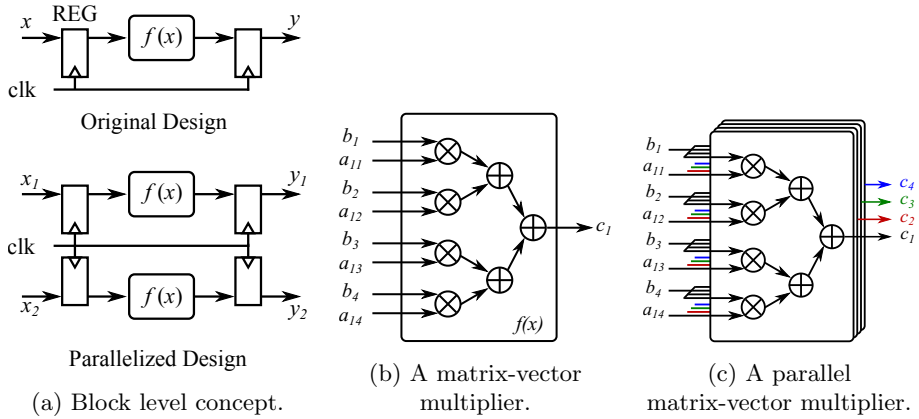 x REG f(x) y
clk
Original Design
x1 f(x) y1
clk
x2 f(x) y2
Parallelized Design
(a) Block level concept.
b1
a11
b2
a12
b3
a13
b4
a14
c1
f(x)
(b) A matrix-vector
multiplier.
b1
a11
b2
a12
b3
a13
b4
a14
c4
c3
c2
c1
(c) A parallel
matrix-vector multiplier.